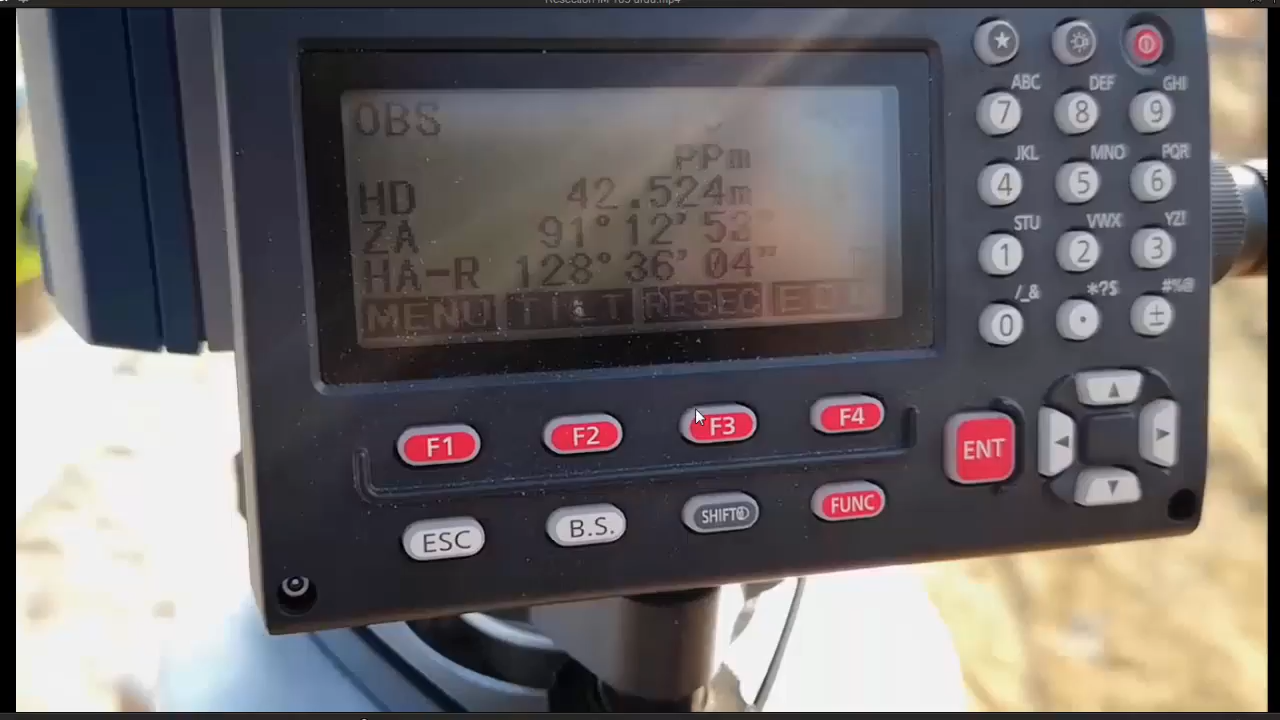 OBS
PPm
HD 42.524m
ZA 91°12'53"
HA-R 128°36'04"
MENU TILT RESEC
ABC DEF GHI
7 8 9
JKL MNO PQR
4 5 6
STU VWX YZ!
1 2 3
/_& *?$ #%@
0 • ±
F1 F2 F3 F4
ENT
ESC B.S. SHIFT FUNC